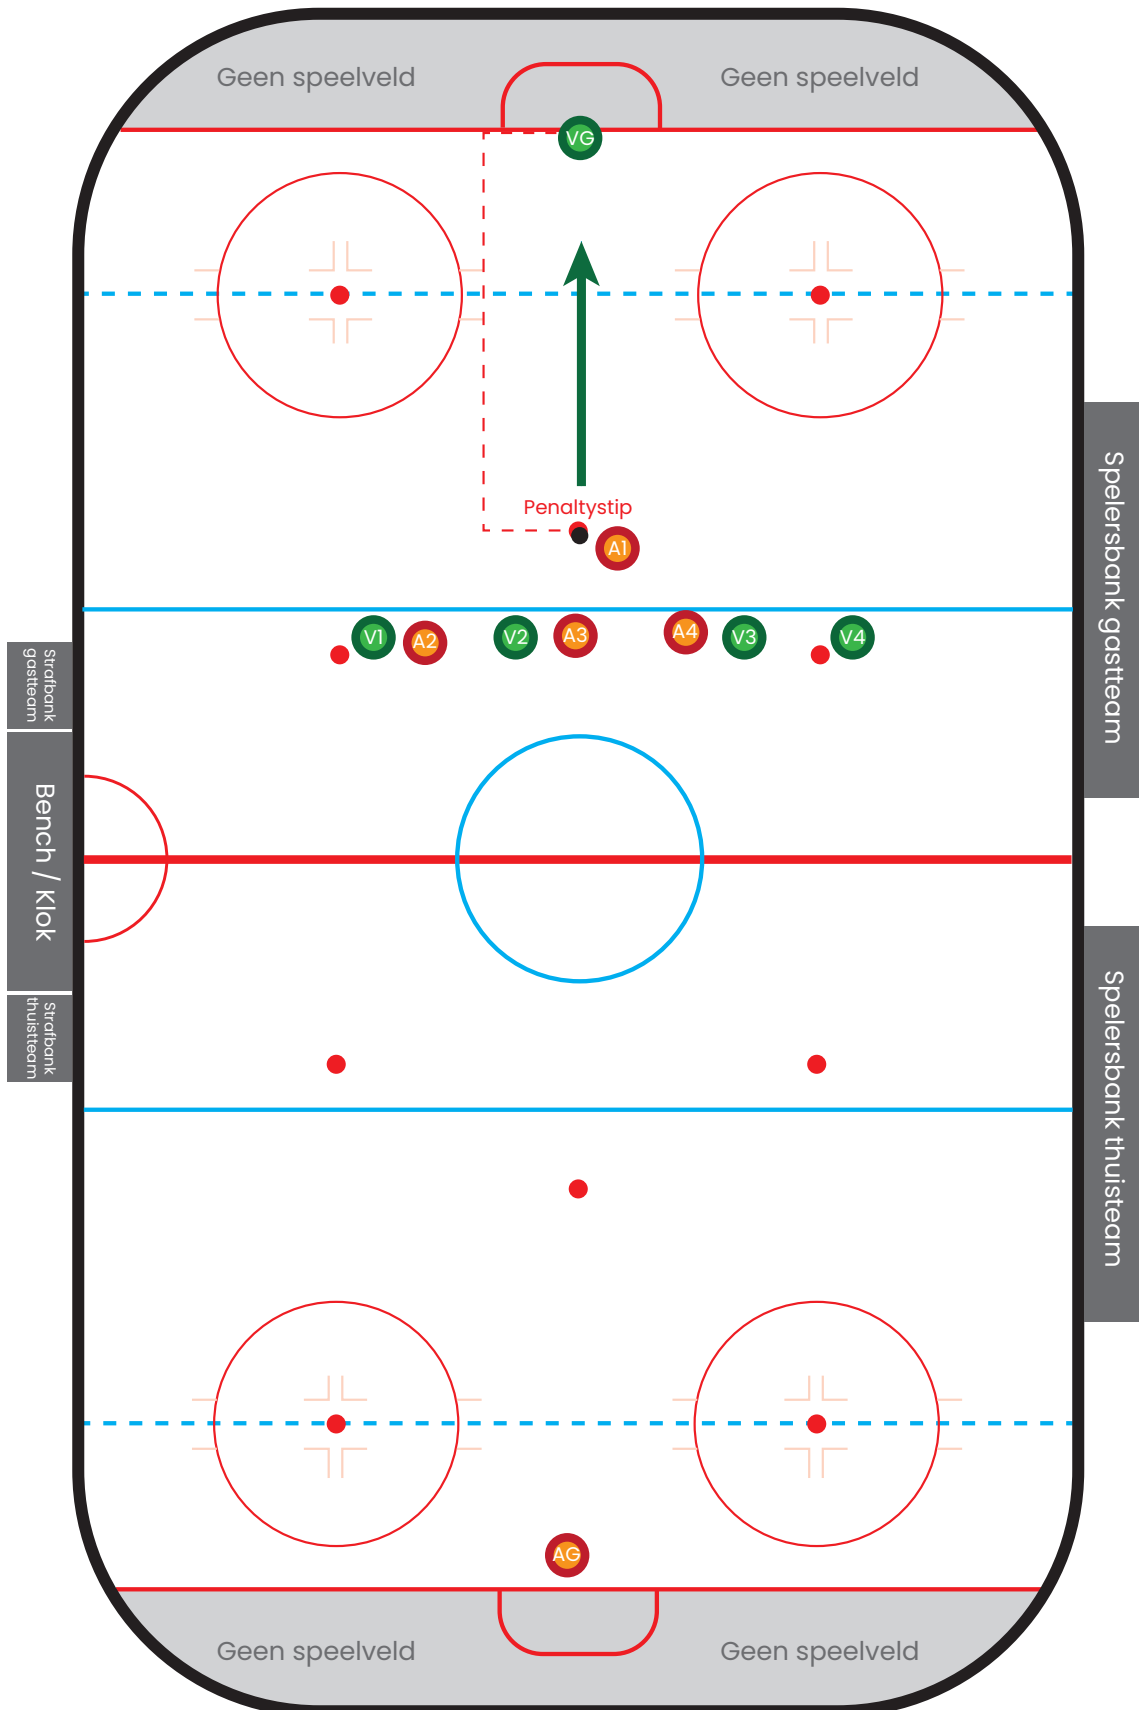 Geen speelveld
Geen speelveld
VG
Penaltystip
A1
V1
A2
V2
A3
A4
V3
V4
Spelersbank gastteam
Strafbank
gastteam
Bench / Klok
Strafbank
thuistteam
Spelersbank thuisteam
AG
Geen speelveld
Geen speelveld